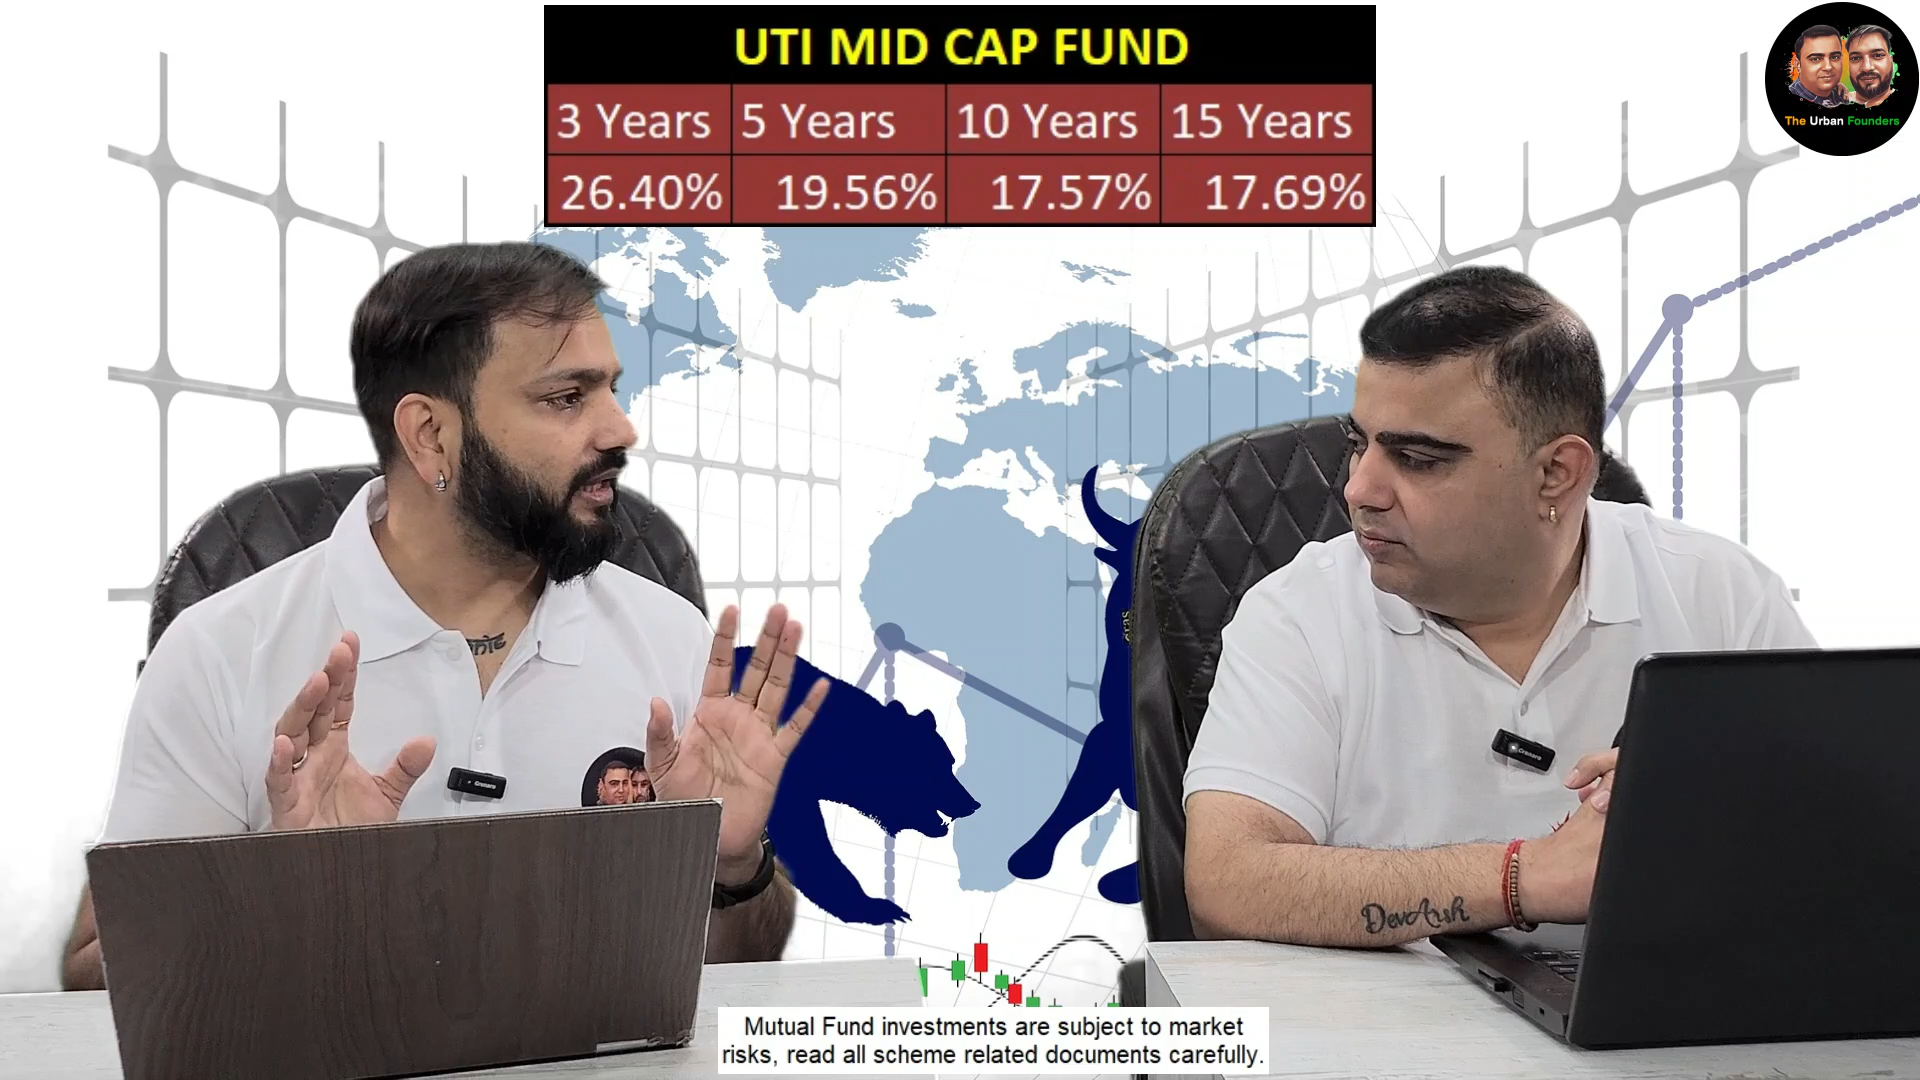 UTI MID CAP FUND
3 Years 5 Years 10 Years 15 Years
26.40% 19.56% 17.57% 17.69%
The Urban Founders
DevArsh
Mutual Fund investments are subject to market
risks, read all scheme related documents carefully.